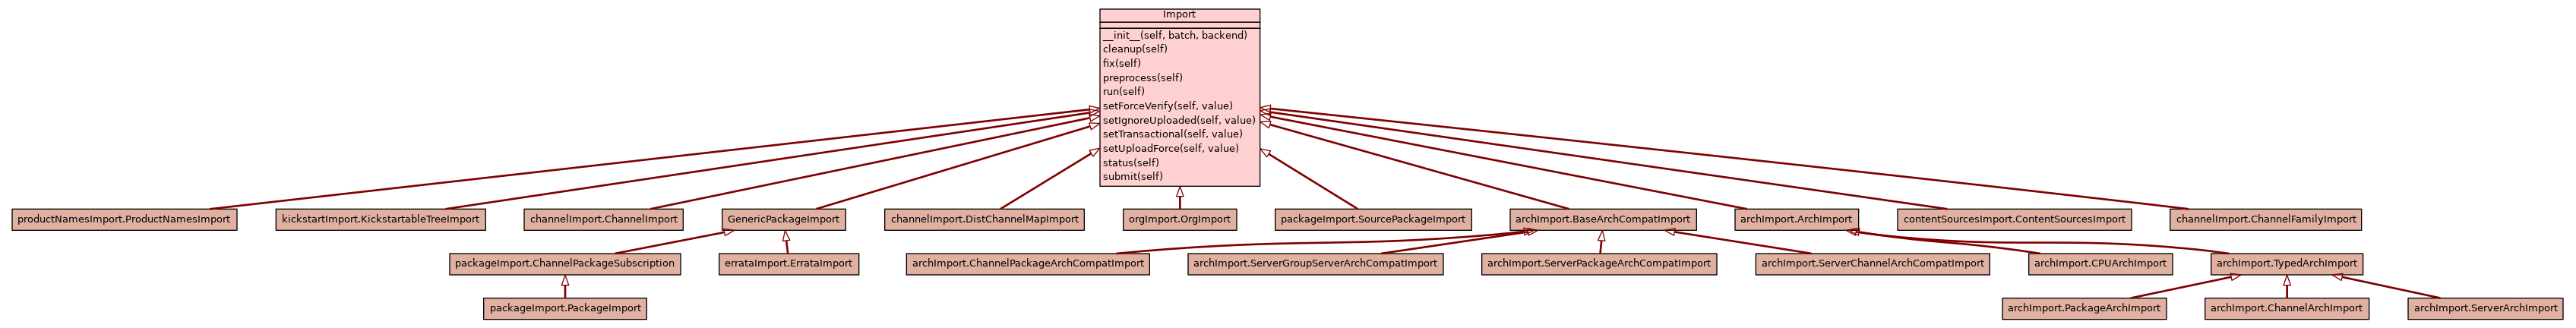 Import
__init__(self, batch, backend)
cleanup(self)
fix(self)
preprocess(self)
run(self)
setForceVerify(self, value)
setIgnoreUploaded(self, value)
setTransactional(self, value)
setUploadForce(self, value)
status(self)
submit(self)
productNamesImport.ProductNamesImport
kickstartImport.KickstartableTreeImport
channelImport.ChannelImport
GenericPackageImport
channelImport.DistChannelMapImport
orgImport.OrgImport
packageImport.SourcePackageImport
archImport.BaseArchCompatImport
archImport.ArchImport
contentSourcesImport.ContentSourcesImport
channelImport.ChannelFamilyImport
packageImport.ChannelPackageSubscription
errataImport.ErrataImport
archImport.ChannelPackageArchCompatImport
archImport.ServerGroupServerArchCompatImport
archImport.ServerPackageArchCompatImport
archImport.ServerChannelArchCompatImport
archImport.CPUArchImport
archImport.TypedArchImport
packageImport.PackageImport
archImport.PackageArchImport
archImport.ChannelArchImport
archImport.ServerArchImport